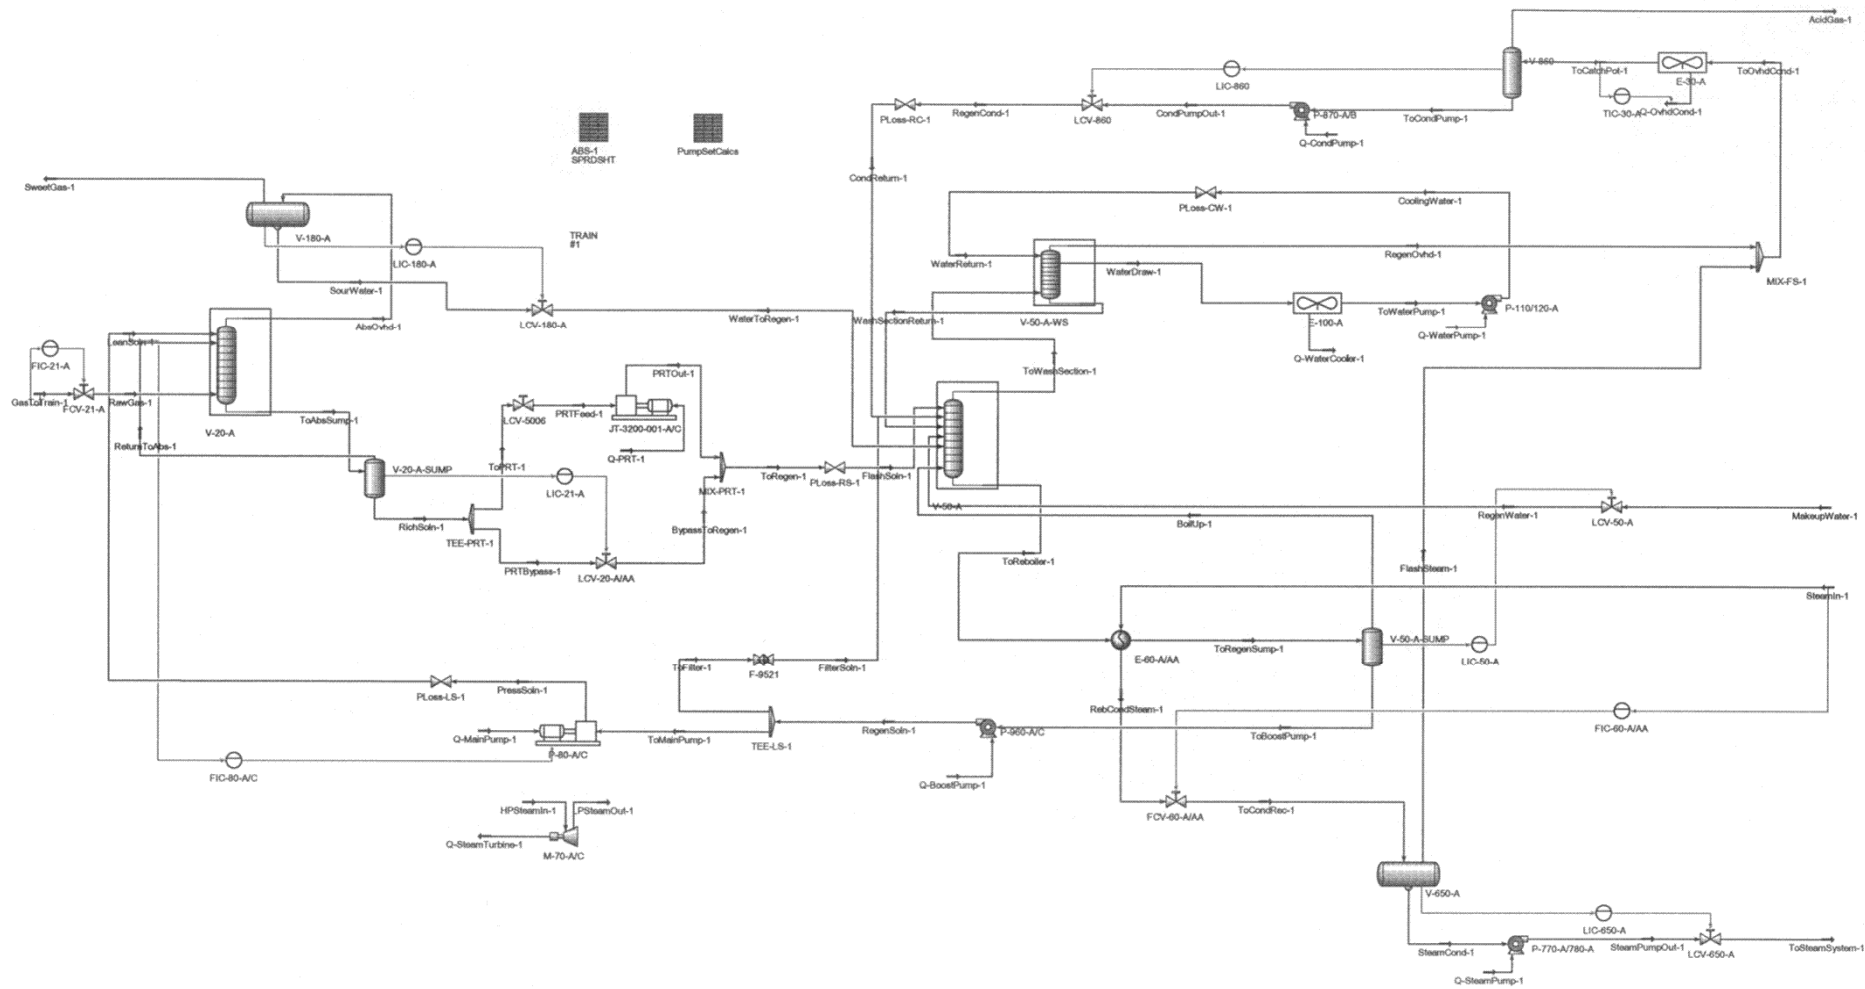 AcidGas-1
V-860
ToCatchPot-1
ToOvhdCond-1
E-30-A
LIC-860
TIC-30-A
Q-OvhdCond-1
PLoss-RC-1
RegenCond-1
LCV-860
CondPumpOut-1
P-870-A/B
ToCondPump-1
Q-CondPump-1
ABS-1
SPRDSHT
PumpSetCalcs
CondReturn-1
SweetGas-1
PLoss-CW-1
CoolingWater-1
V-180-A
TRAIN
#1
LIC-180-A
WaterReturn-1
WaterDraw-1
RegenOvhd-1
MIX-FS-1
SourWater-1
AbsOvhd-1
LCV-180-A
WaterToRegen-1
WashSectionReturn-1
V-50-A-WS
E-100-A
ToWaterPump-1
P-110/120-A
Q-WaterPump-1
Q-WaterCooler-1
LeanSoln-1
FIC-21-A
ToWashSection-1
PRTOut-1
GasToTrain-1
FCV-21-A
RawGas-1
ToAbsSump-1
LCV-5006
PRTFeed-1
JT-3200-001-A/C
V-20-A
ReturnToAbs-1
Q-PRT-1
V-20-A-SUMP
ToPRT-1
LIC-21-A
MIX-PRT-1
ToRegen-1
PLoss-RS-1
FlashSoln-1
V-50-A
RichSoln-1
TEE-PRT-1
BypassToRegen-1
BoilUp-1
RegenWater-1
LCV-50-A
MakeupWater-1
PRTBypass-1
LCV-20-A/AA
ToReboiler-1
FlashSteam-1
SteamIn-1
E-60-A/AA
ToRegenSump-1
V-50-A-SUMP
LIC-50-A
ToFilter-1
F-9521
FilterSoln-1
PLoss-LS-1
PressSoln-1
RebCondSteam-1
FIC-60-A/AA
Q-MainPump-1
P-80-A/C
ToMainPump-1
TEE-LS-1
RegenSoln-1
P-960-A/C
ToBoostPump-1
FIC-80-A/C
Q-BoostPump-1
HPSteamIn-1
LPSteamOut-1
FCV-60-A/AA
ToCondRec-1
Q-SteamTurbine-1
M-70-A/C
V-650-A
LIC-650-A
SteamCond-1
P-770-A/780-A
SteamPumpOut-1
LCV-650-A
ToSteamSystem-1
Q-SteamPump-1